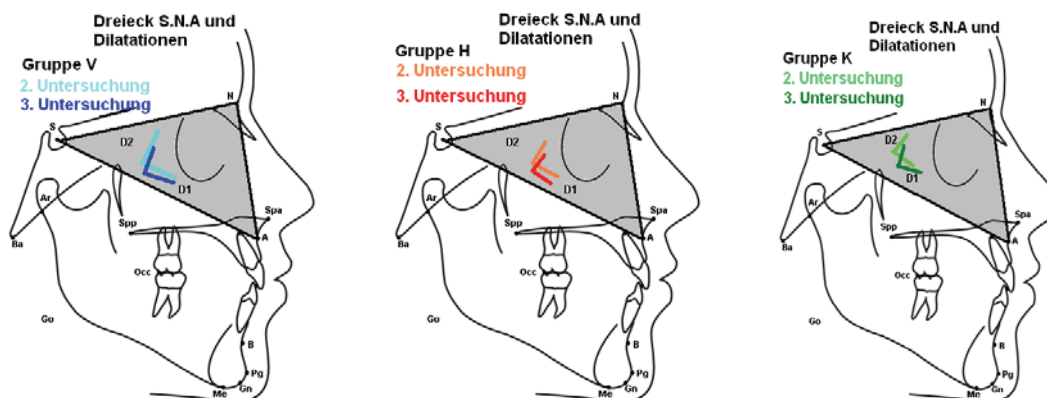 Dreieck S.N.A und
Dilatationen
Gruppe V
2. Untersuchung
3. Untersuchung
N
S
D2
D1
Ar
Spp
Spa
A
Ba
Occ
Go
B
Pg
Gn
Me
Dreieck S.N.A und
Dilatationen
Gruppe H
2. Untersuchung
3. Untersuchung
N
S
D2
D1
Ar
Spp
Spa
A
Ba
Occ
Go
B
Pg
Gn
Me
Dreieck S.N.A und
Dilatationen
Gruppe K
2. Untersuchung
3. Untersuchung
N
S
D2
D1
Ar
Spp
Spa
A
Ba
Occ
Go
B
Pg
Gn
Me